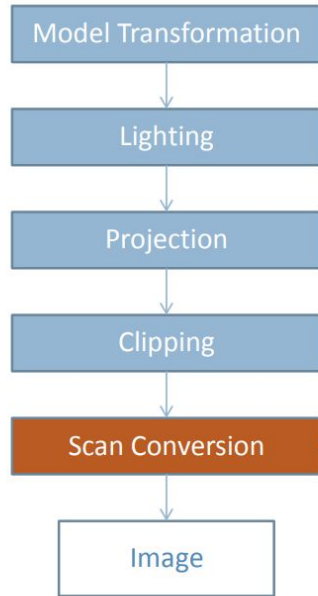 Model Transformation
Lighting
Projection
Clipping
Scan Conversion
Image